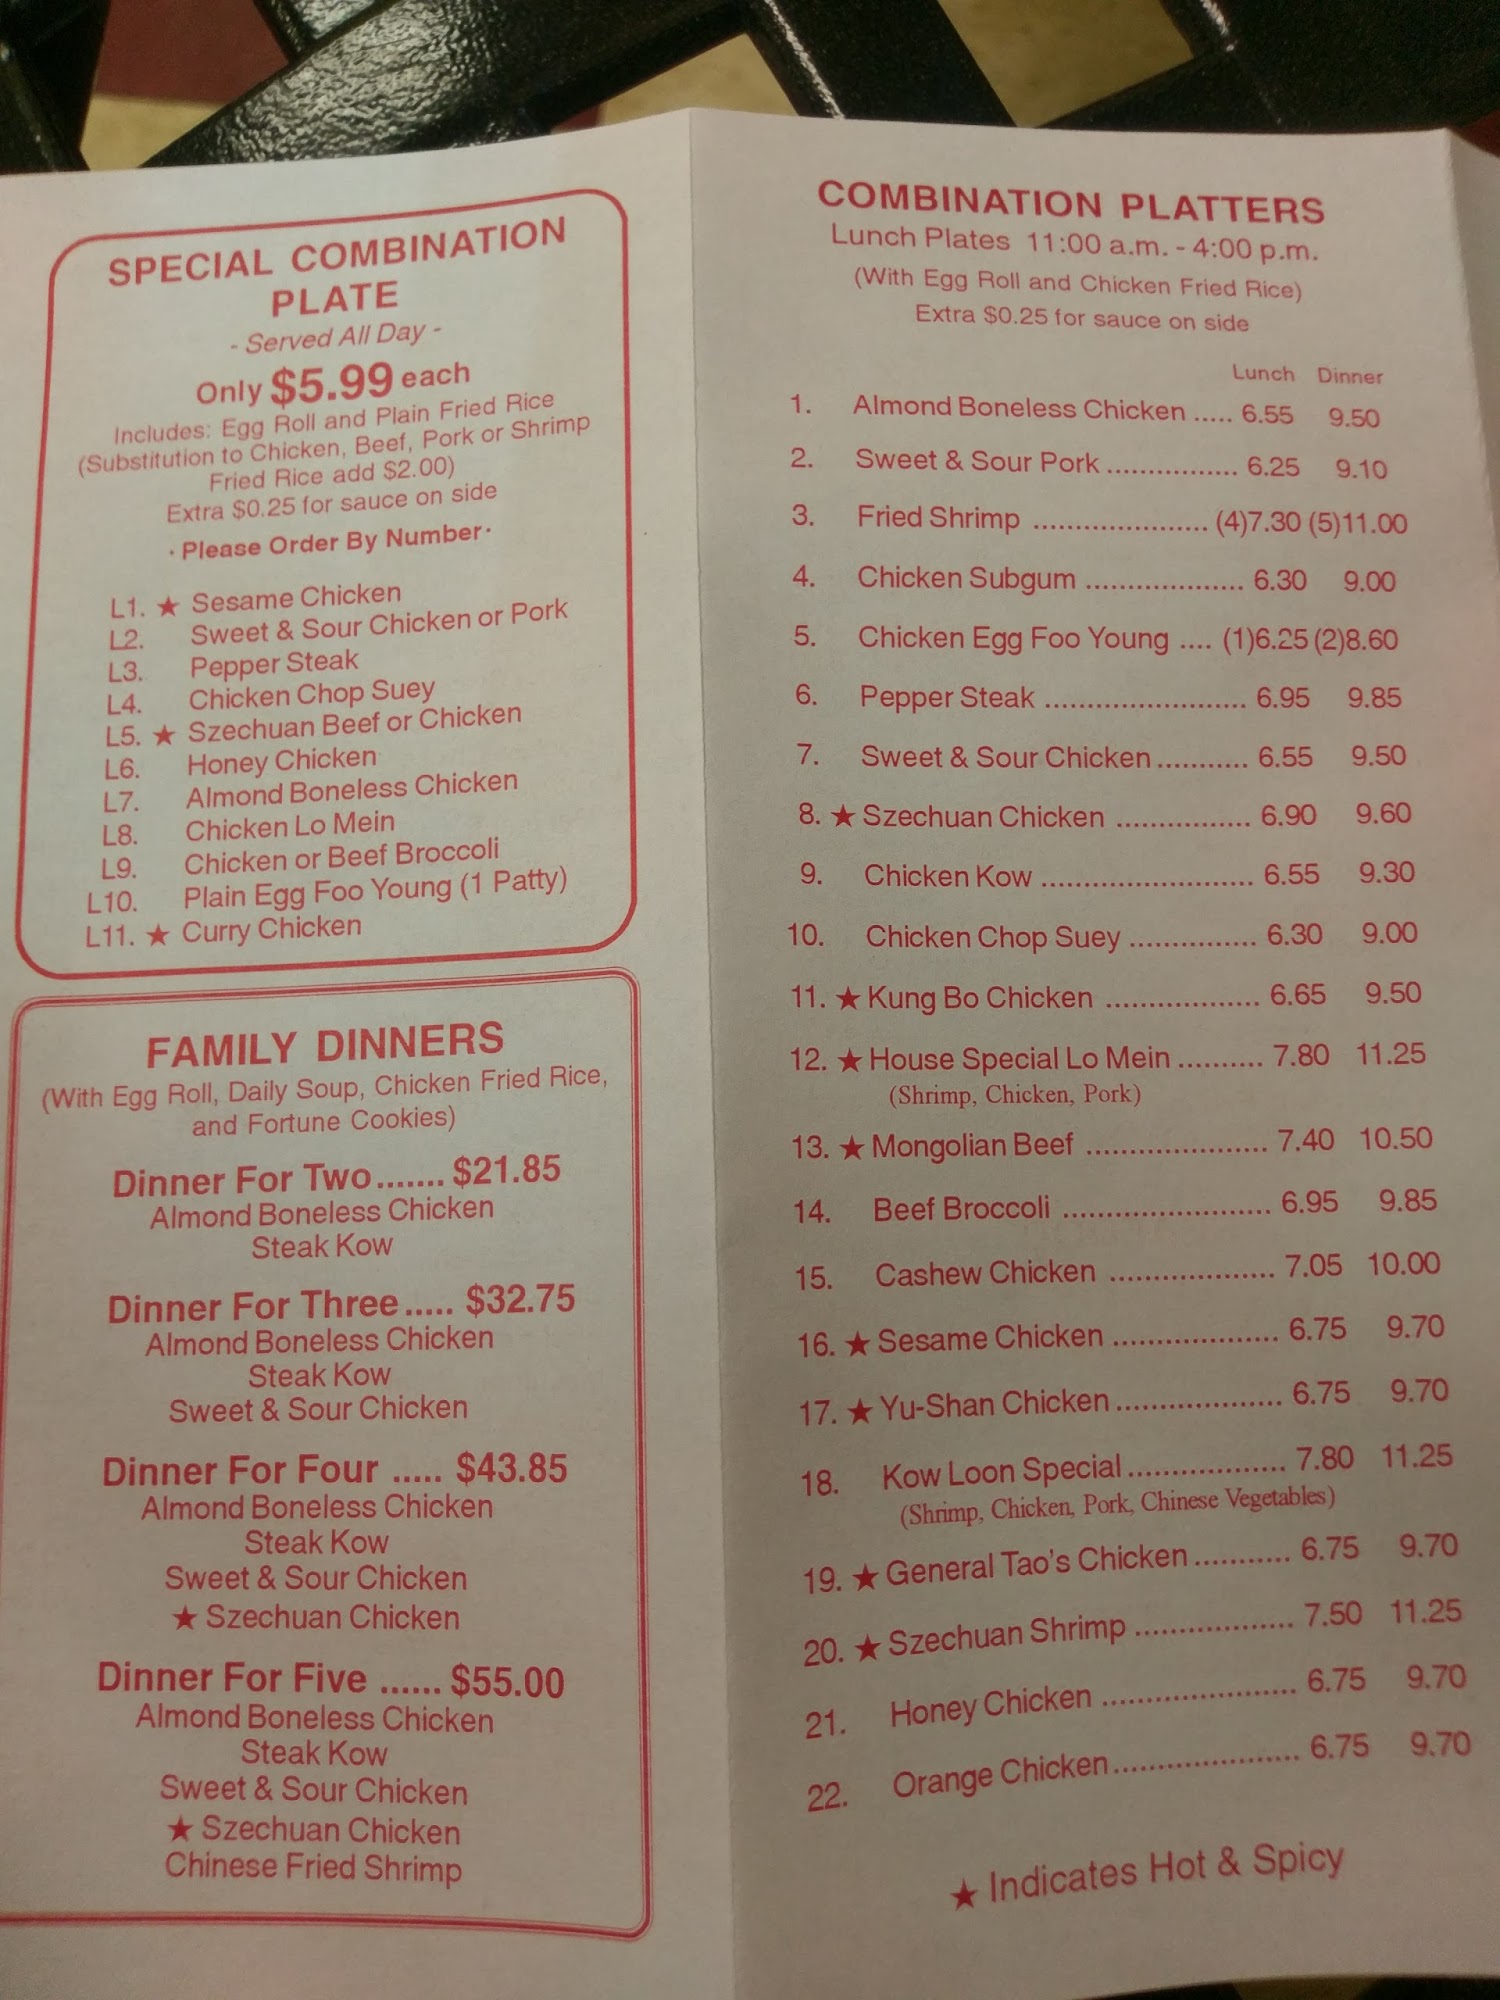 SPECIAL COMBINATION
PLATE
- Served All Day -
Only $5.99 each
Includes: Egg Roll and Plain Fried Rice
(Substitution to Chicken, Beef, Pork or Shrimp
Fried Rice add $2.00)
Extra $0.25 for sauce on side
· Please Order By Number·
L1. ★ Sesame Chicken
L2. Sweet & Sour Chicken or Pork
L3. Pepper Steak
L4. Chicken Chop Suey
L5. ★ Szechuan Beef or Chicken
L6. Honey Chicken
L7. Almond Boneless Chicken
L8. Chicken Lo Mein
L9. Chicken or Beef Broccoli
L10. Plain Egg Foo Young (1 Patty)
L11. ★ Curry Chicken
FAMILY DINNERS
(With Egg Roll, Daily Soup, Chicken Fried Rice,
and Fortune Cookies)
Dinner For Two....... $21.85
Almond Boneless Chicken
Steak Kow
Dinner For Three..... $32.75
Almond Boneless Chicken
Steak Kow
Sweet & Sour Chicken
Dinner For Four ..... $43.85
Almond Boneless Chicken
Steak Kow
Sweet & Sour Chicken
★ Szechuan Chicken
Dinner For Five ...... $55.00
Almond Boneless Chicken
Steak Kow
Sweet & Sour Chicken
★ Szechuan Chicken
Chinese Fried Shrimp
COMBINATION PLATTERS
Lunch Plates 11:00 a.m. - 4:00 p.m.
(With Egg Roll and Chicken Fried Rice)
Extra $0.25 for sauce on side
Lunch Dinner
1. Almond Boneless Chicken ..... 6.55 9.50
2. Sweet & Sour Pork ................ 6.25 9.10
3. Fried Shrimp ..................... (4)7.30 (5)11.00
4. Chicken Subgum ................... 6.30 9.00
5. Chicken Egg Foo Young .... (1)6.25 (2)8.60
6. Pepper Steak ........................ 6.95 9.85
7. Sweet & Sour Chicken........... 6.55 9.50
8. ★ Szechuan Chicken ................ 6.90 9.60
9. Chicken Kow ......................... 6.55 9.30
10. Chicken Chop Suey ............... 6.30 9.00
11. ★ Kung Bo Chicken .................. 6.65 9.50
12. ★ House Special Lo Mein .......... 7.80 11.25
(Shrimp, Chicken, Pork)
13. ★ Mongolian Beef ..................... 7.40 10.50
14. Beef Broccoli ........................ 6.95 9.85
15. Cashew Chicken ................... 7.05 10.00
16. ★ Sesame Chicken ................... 6.75 9.70
17. ★ Yu-Shan Chicken .................... 6.75 9.70
18. Kow Loon Special ................... 7.80 11.25
(Shrimp, Chicken, Pork, Chinese Vegetables)
19. ★ General Tao's Chicken ........... 6.75 9.70
20. ★ Szechuan Shrimp ................... 7.50 11.25
21. Honey Chicken ...................... 6.75 9.70
22. Orange Chicken...................... 6.75 9.70
★ Indicates Hot & Spicy